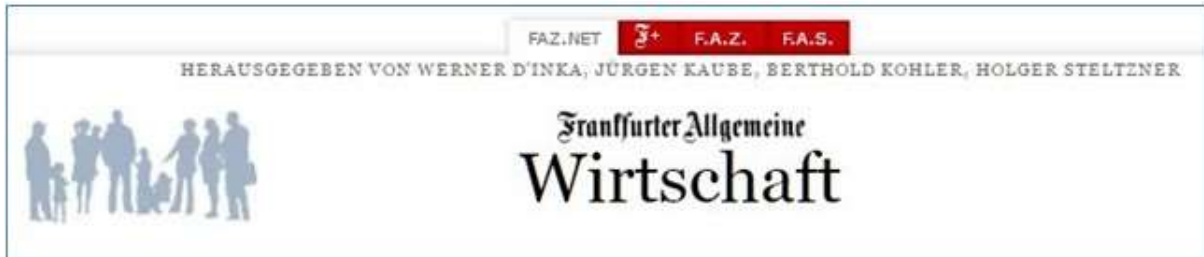 FAZ.NET F+ F.A.Z. F.A.S.
HERAUSGEGEBEN VON WERNER D'INKA, JÜRGEN KAUBE, BERTHOLD KOHLER, HOLGER STELTZNER
Frankfurter Allgemeine
Wirtschaft